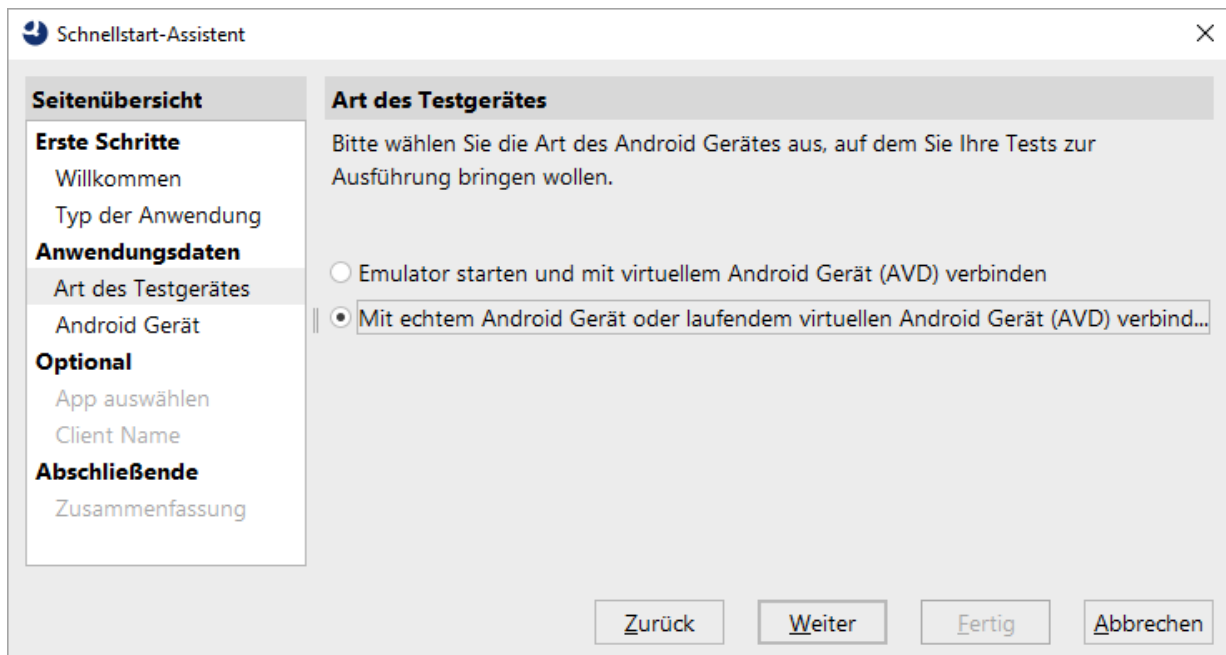 Schnellstart-Assistent
Seitenübersicht
Erste Schritte
Willkommen
Typ der Anwendung
Anwendungsdaten
Art des Testgerätes
Android Gerät
Optional
App auswählen
Client Name
Abschließende
Zusammenfassung
Art des Testgerätes
Bitte wählen Sie die Art des Android Gerätes aus, auf dem Sie Ihre Tests zur
Ausführung bringen wollen.
Emulator starten und mit virtuellem Android Gerät (AVD) verbinden
Mit echtem Android Gerät oder laufendem virtuellen Android Gerät (AVD) verbind...
Zurück
Weiter
Fertig
Abbrechen